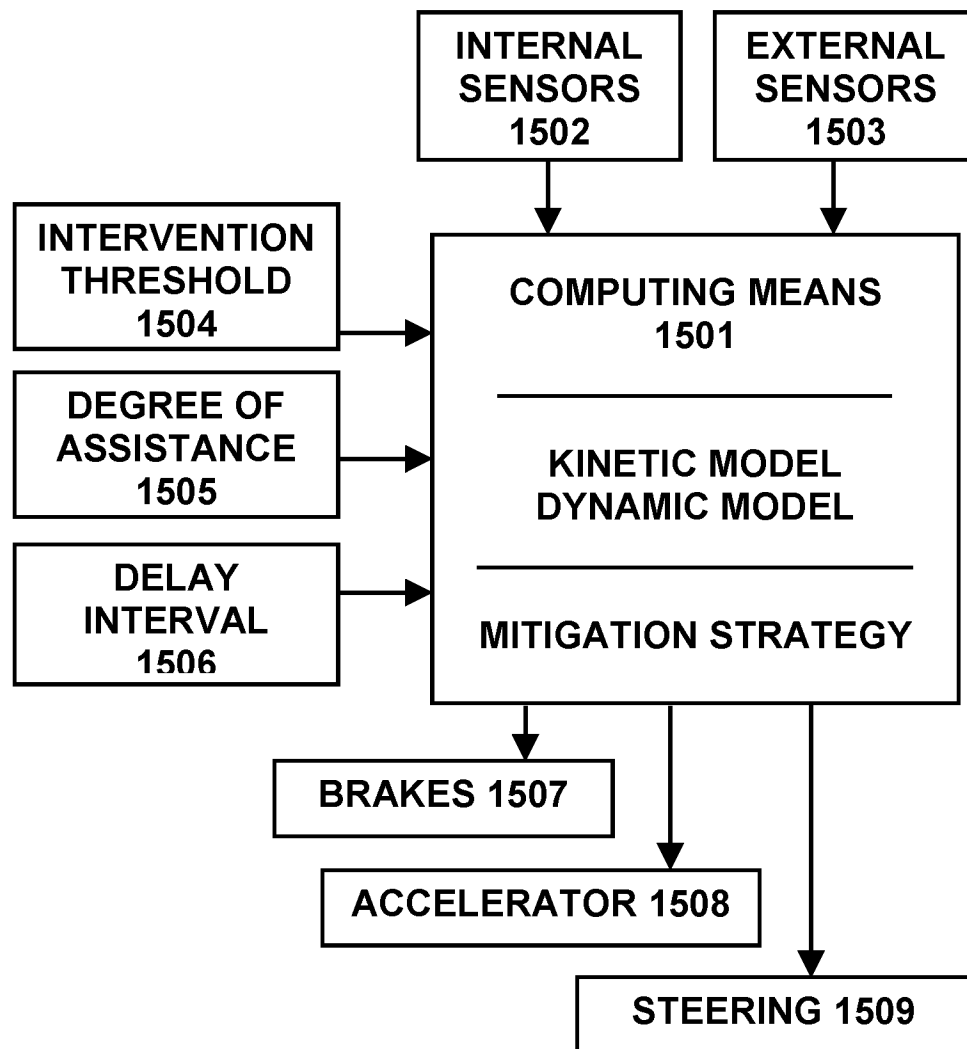 INTERNAL
SENSORS
1502
EXTERNAL
SENSORS
1503
INTERVENTION
THRESHOLD
1504
DEGREE OF
ASSISTANCE
1505
DELAY
INTERVAL
1506
COMPUTING MEANS
1501
KINETIC MODEL
DYNAMIC MODEL
MITIGATION STRATEGY
BRAKES 1507
ACCELERATOR 1508
STEERING 1509